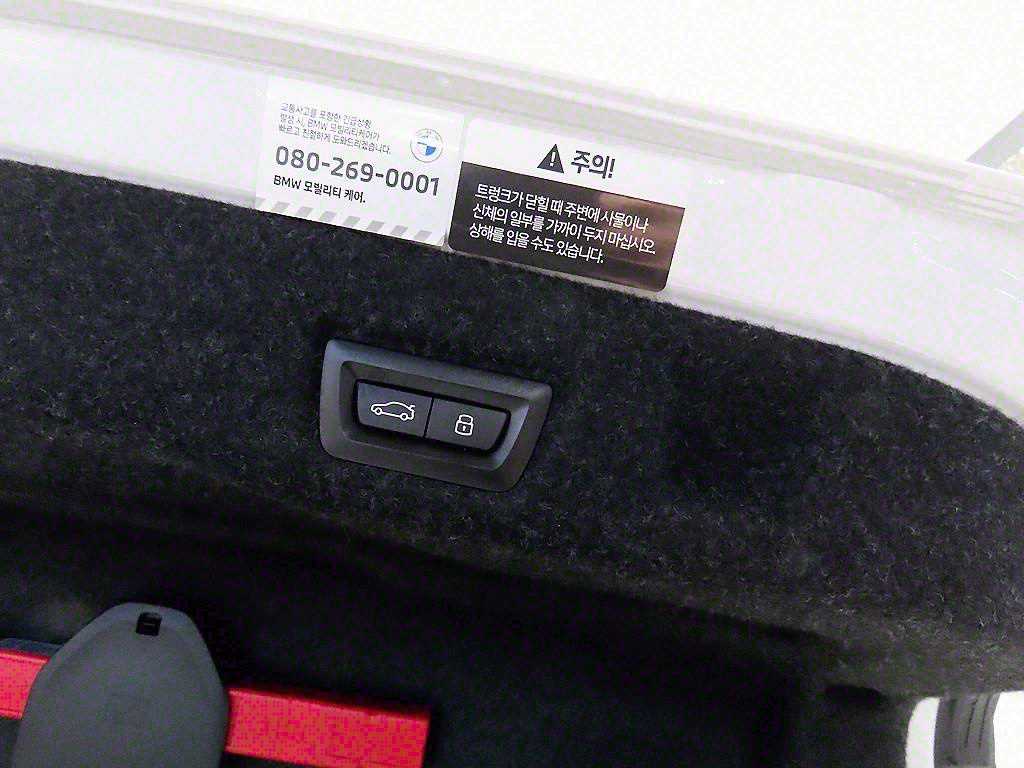 교통사고를 포함한 긴급상황
발생 시, BMW 모빌리티케어가
빠르고 친절하게 도와드리겠습니다.
080-269-0001
BMW 모빌리티 케어.
주의!
트렁크가 닫힐 때 주변에 사물이나
신체의 일부를 가까이 두지 마십시오.
상해를 입을 수도 있습니다.